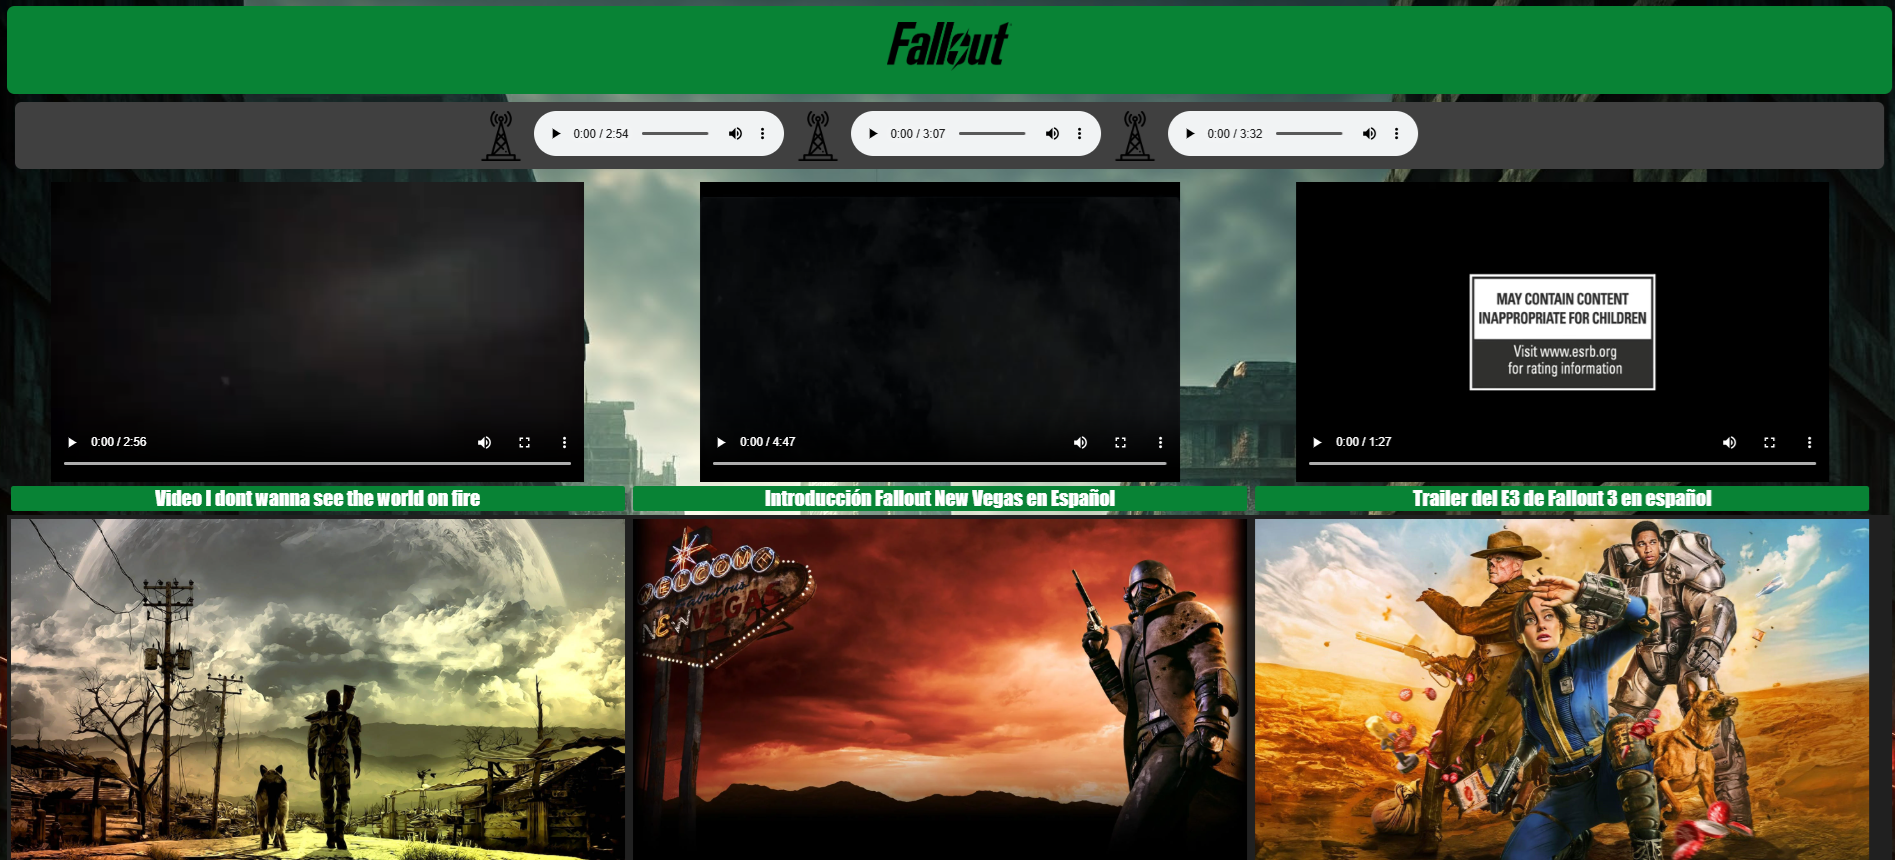 Fallout
0:00 / 2:54
0:00 / 3:07
0:00 / 3:32
MAY CONTAIN CONTENT
INAPPROPRIATE FOR CHILDREN
Visit www.esrb.org
for rating information
0:00 / 2:56
0:00 / 4:47
0:00 / 1:27
Video I dont wanna see the world on fire
Introducción Fallout New Vegas en Español
Trailer del E3 de Fallout 3 en español
WELCOME
Fabulous
NEW VEGAS